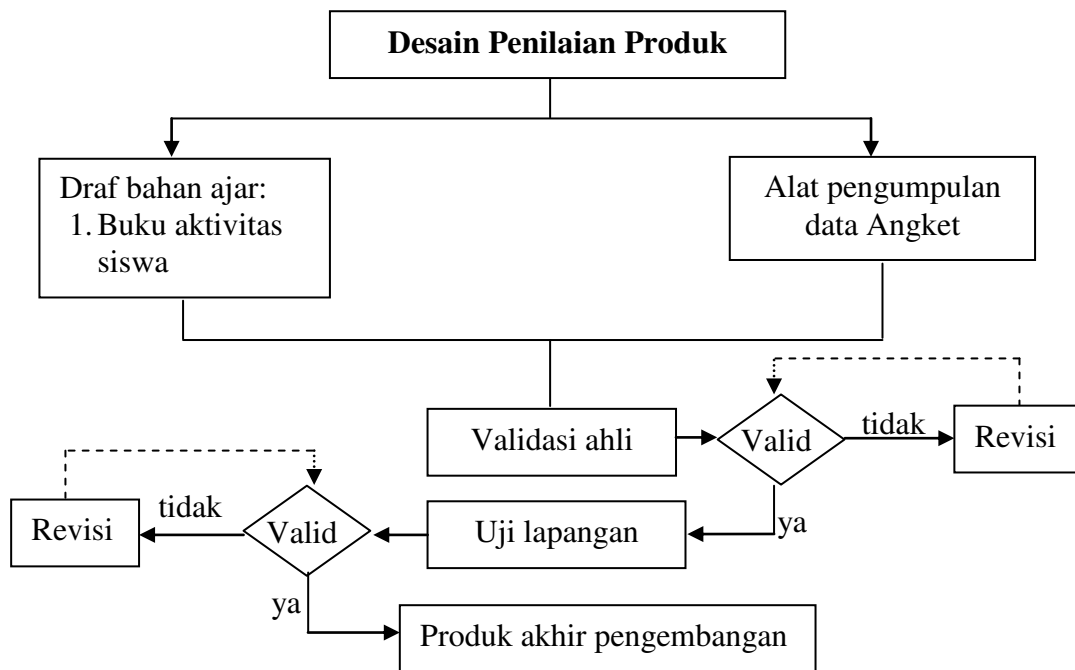 Desain Penilaian Produk
Draf bahan ajar:
1. Buku aktivitas
siswa
Alat pengumpulan
data Angket
Validasi ahli
Valid
tidak
Revisi
ya
Uji lapangan
Valid
tidak
Revisi
ya
Produk akhir pengembangan